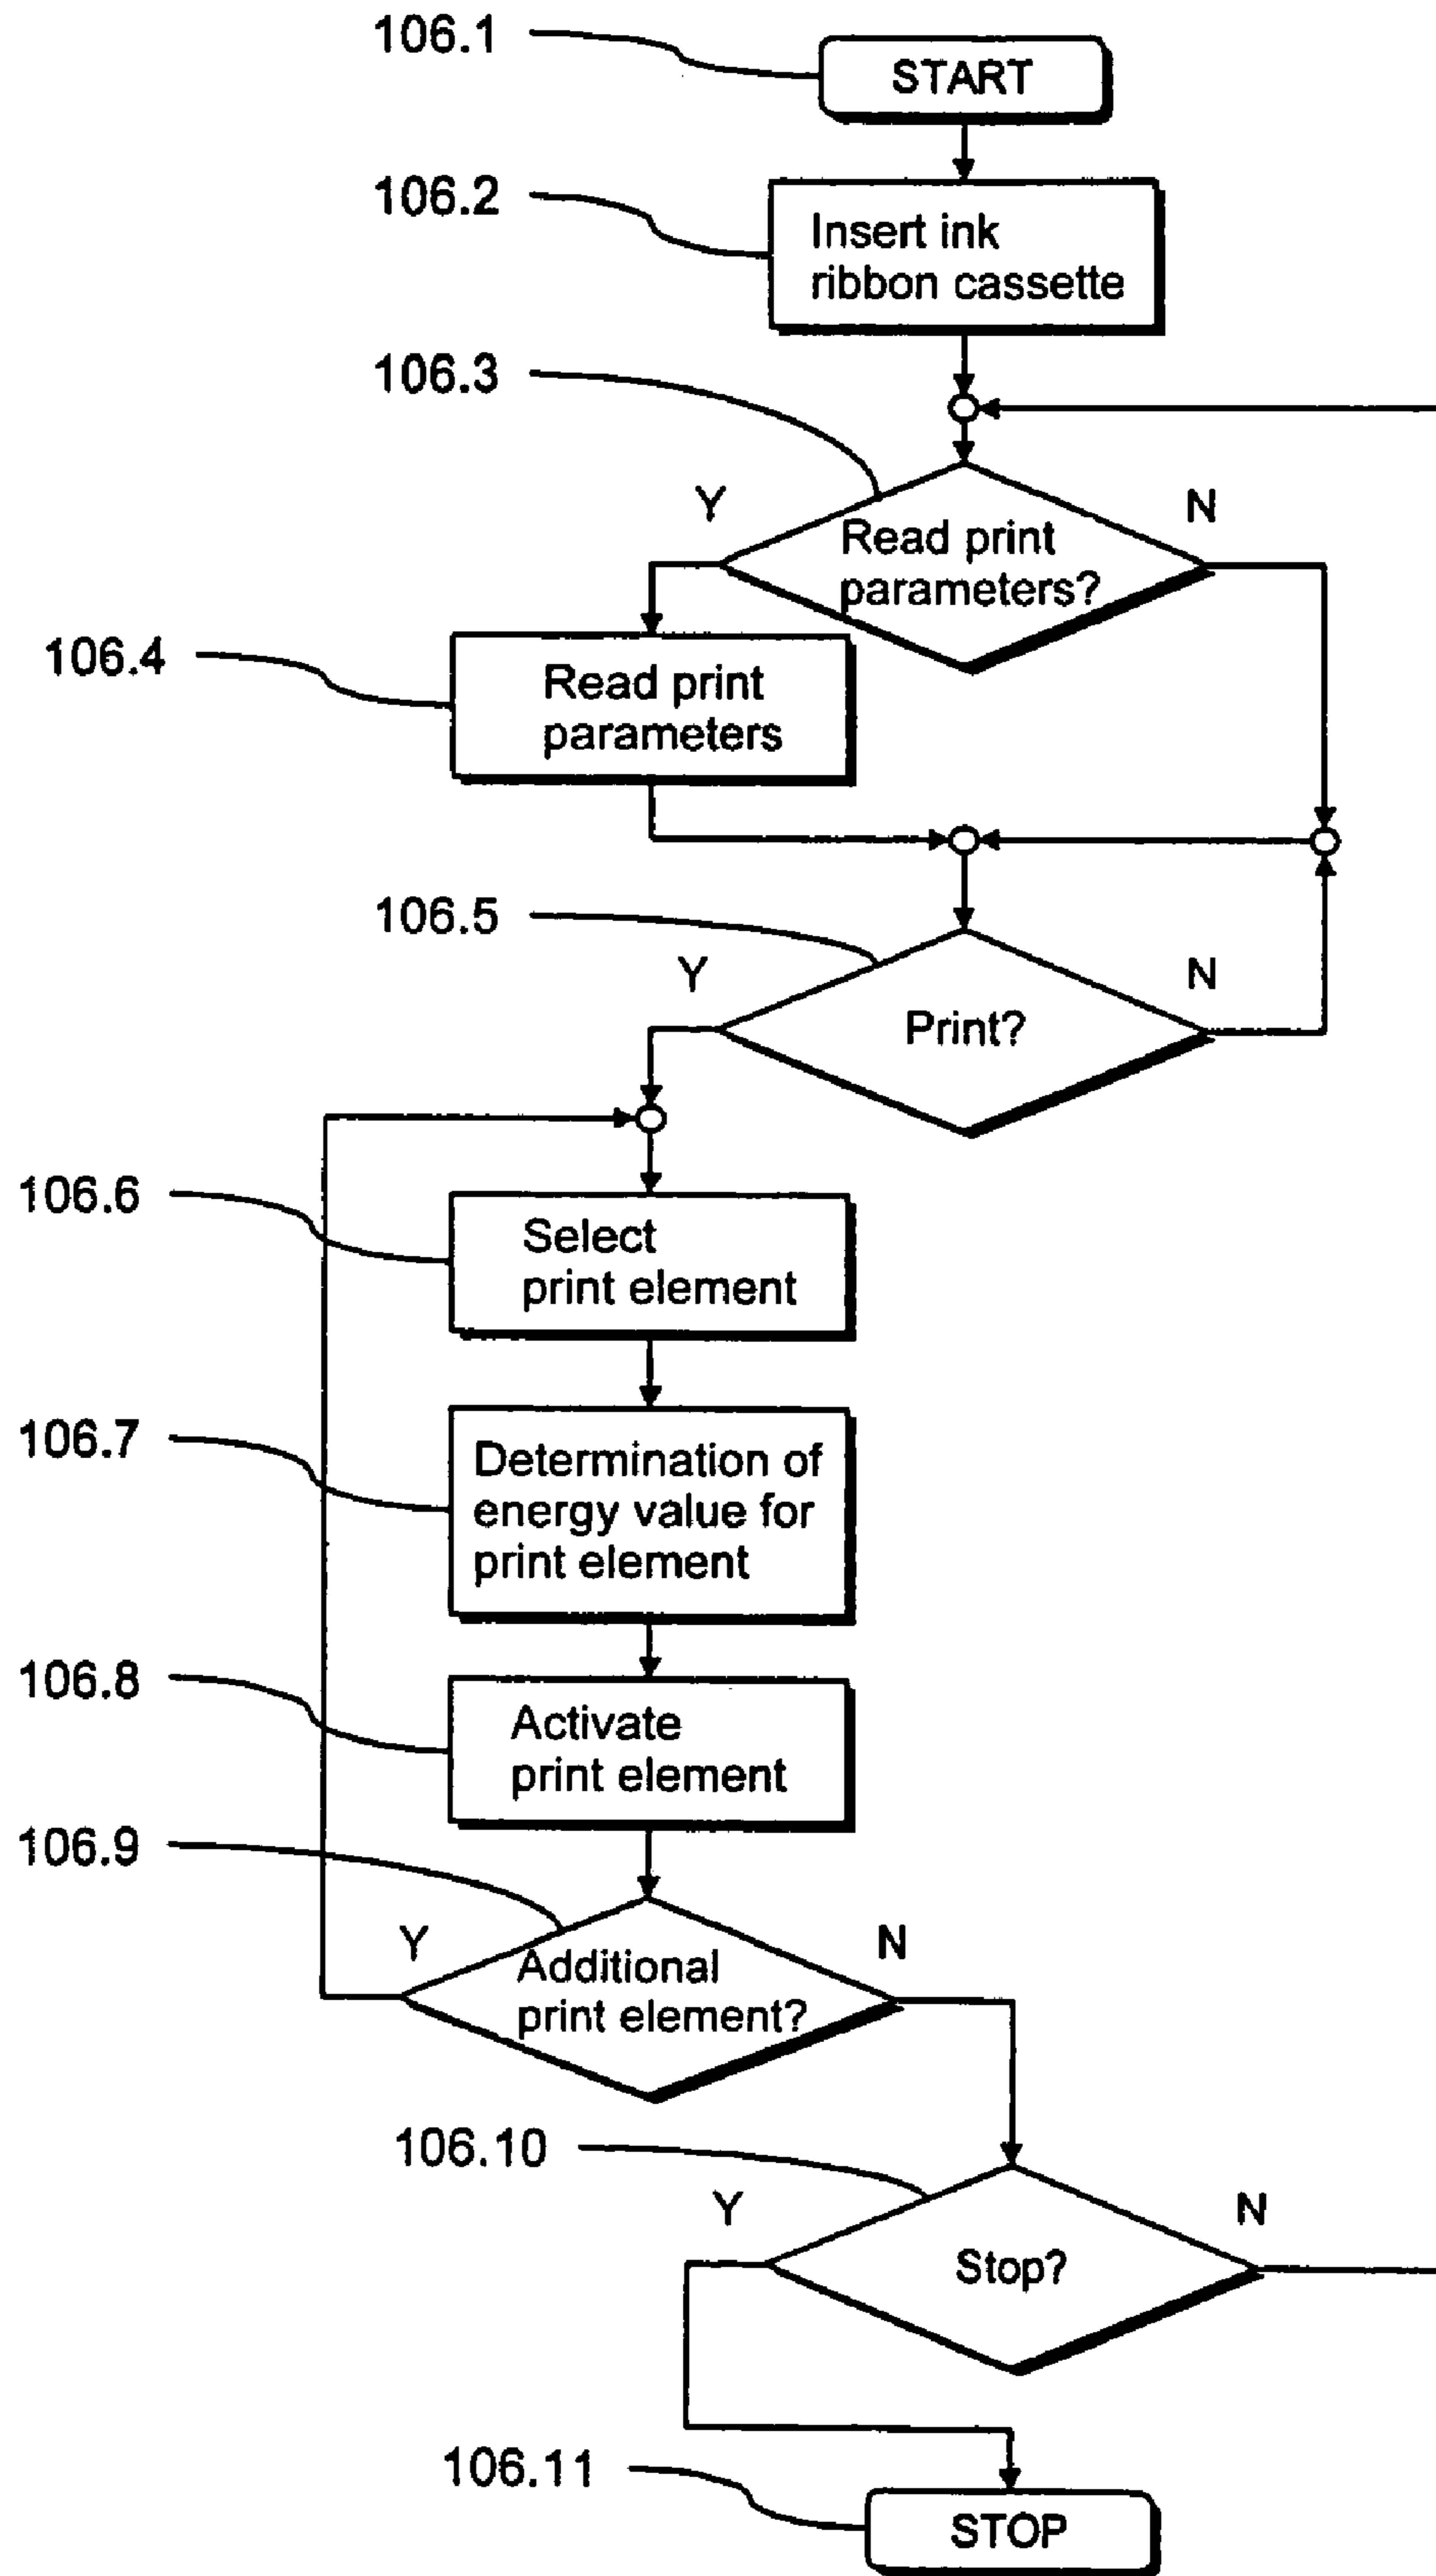 106.1
START
106.2
Insert ink
ribbon cassette
106.3
Y
N
Read print
parameters?
106.4
Read print
parameters
106.5
Y
N
Print?
106.6
Select
print element
106.7
Determination of
energy value for
print element
106.8
Activate
print element
106.9
Y
N
Additional
print element?
106.10
Y
N
Stop?
106.11
STOP